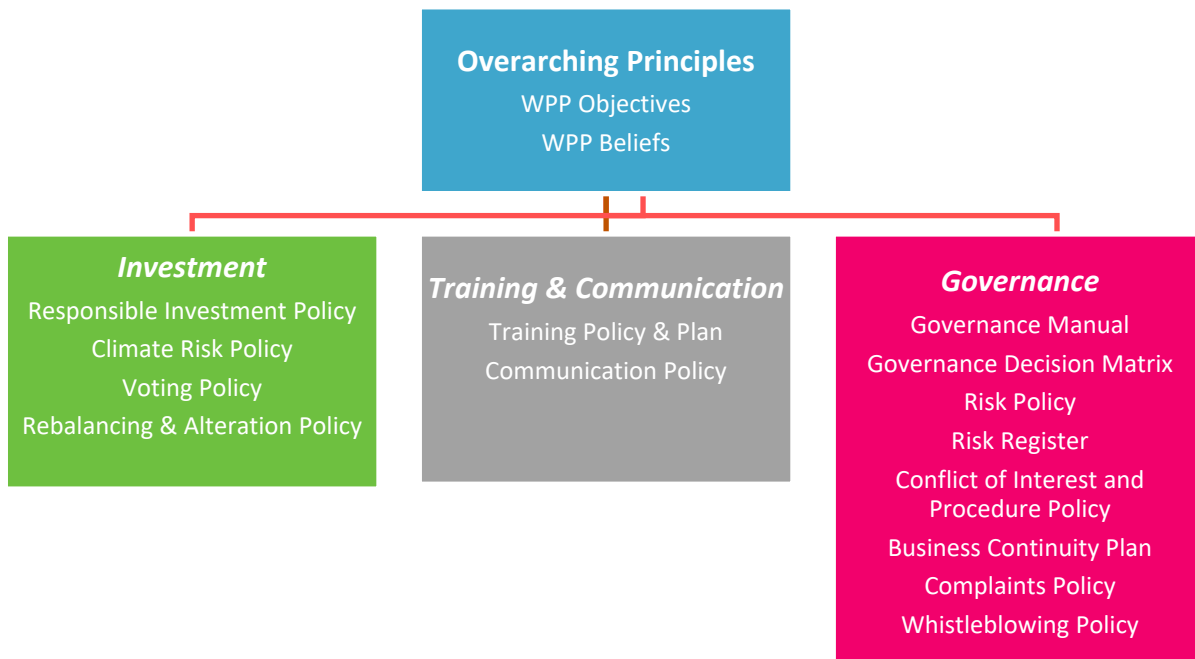 Overarching Principles
WPP Objectives
WPP Beliefs
Investment
Responsible Investment Policy
Climate Risk Policy
Voting Policy
Rebalancing & Alteration Policy
Training & Communication
Training Policy & Plan
Communication Policy
Governance
Governance Manual
Governance Decision Matrix
Risk Policy
Risk Register
Conflict of Interest and
Procedure Policy
Business Continuity Plan
Complaints Policy
Whistleblowing Policy